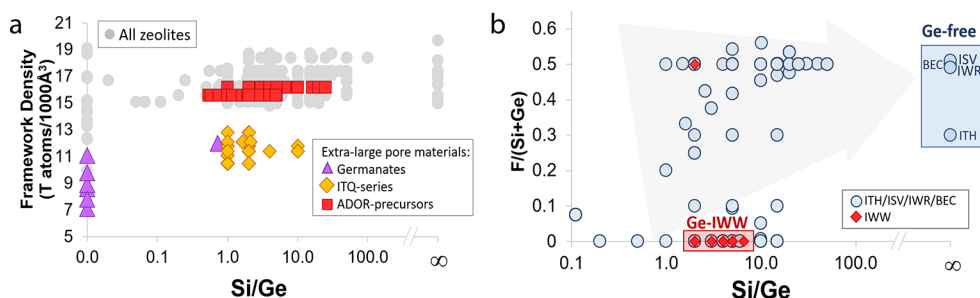 a
All zeolites
Framework Density
(T atoms/1000Å³)
21
19
17
15
13
11
9
7
5
Extra-large pore materials:
Germanates
ITQ-series
ADOR-precursors
0.0
1.0
10.0
100.0
∞
Si/Ge
b
F/(Si+Ge)
0.6
0.5
0.4
0.3
0.2
0.1
0
Ge-free
BEC
ISV
IWR
ITH
ITH/ISV/IWR/BEC
IWW
Ge-IWW
0.1
1.0
10.0
100.0
∞
Si/Ge